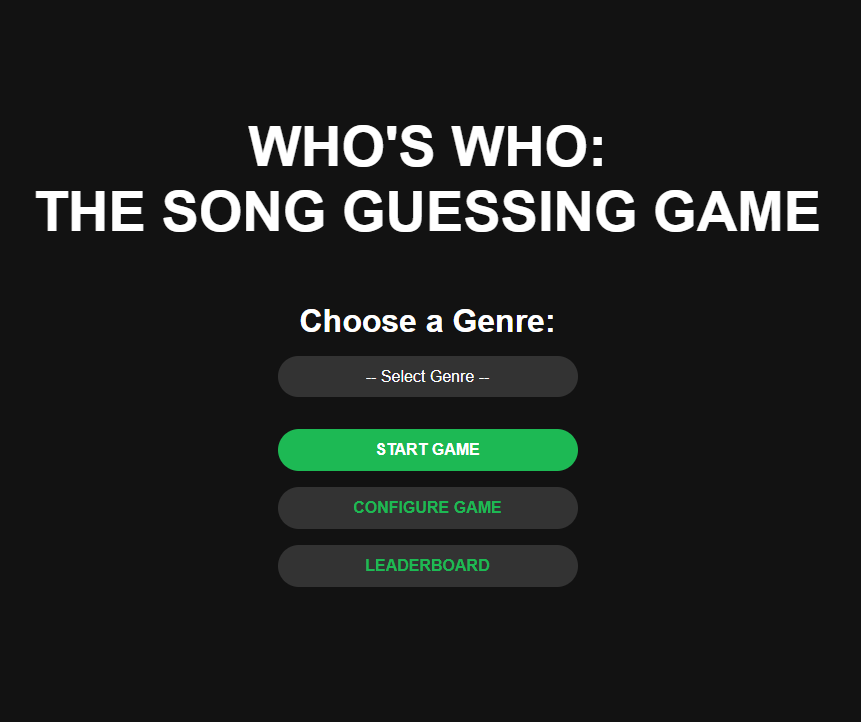 WHO'S WHO:
THE SONG GUESSING GAME
Choose a Genre:
-- Select Genre --
START GAME
CONFIGURE GAME
LEADERBOARD